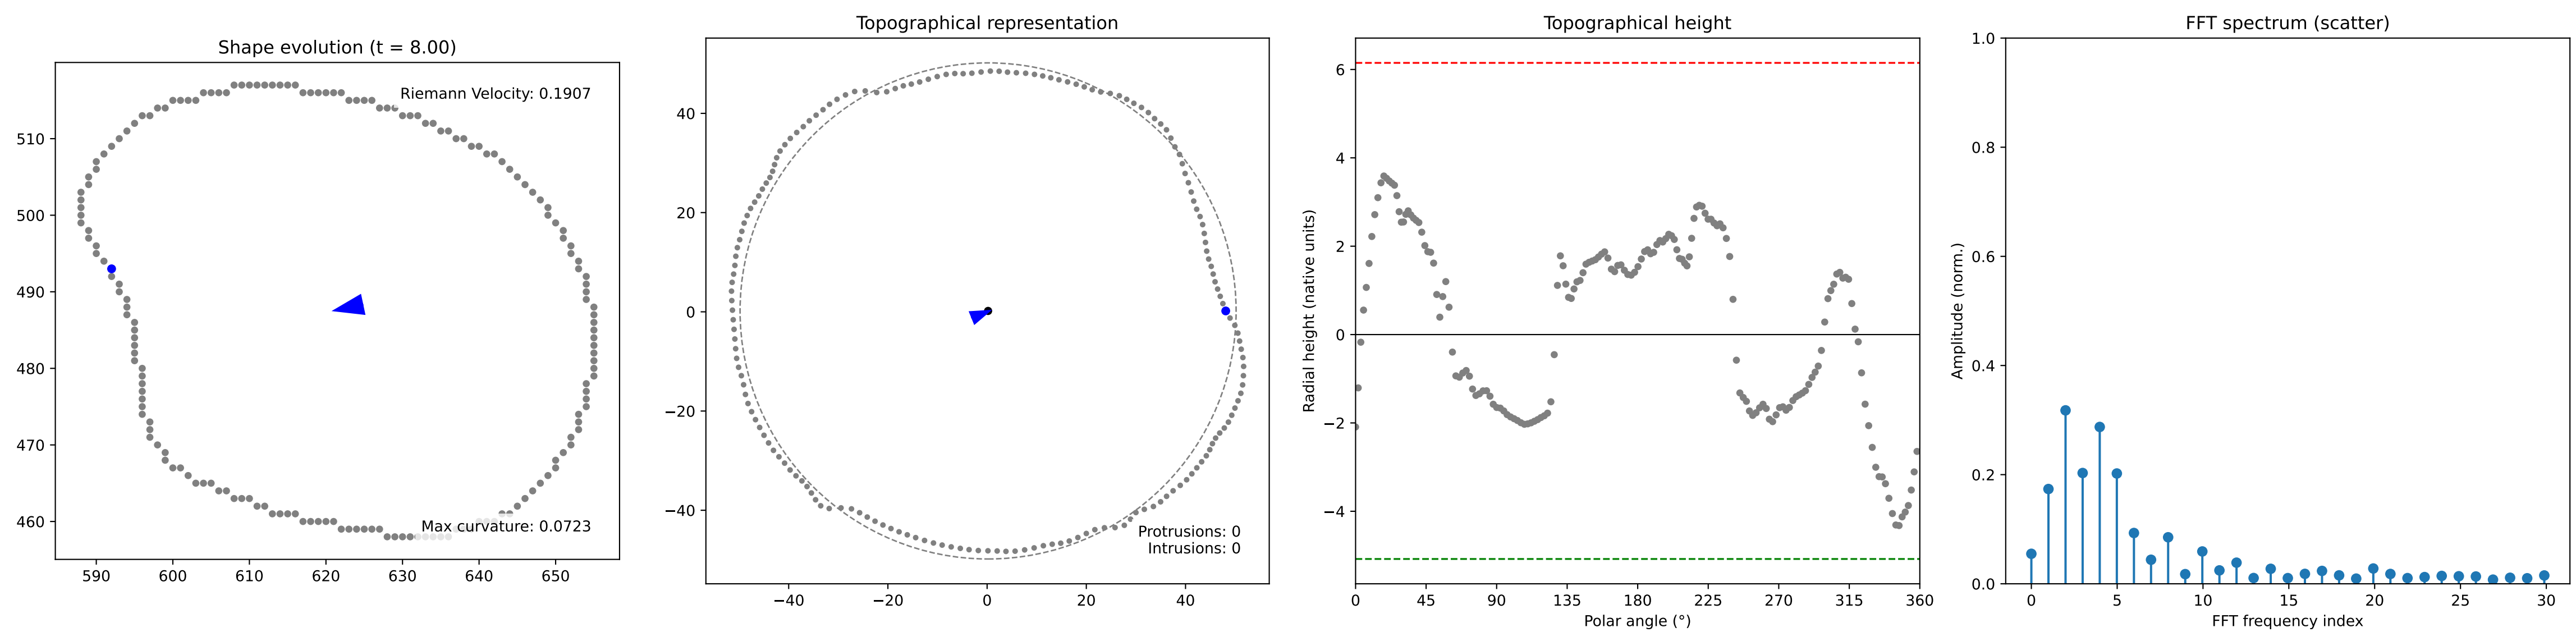 Shape evolution (t = 8.00)
Riemann Velocity: 0.1907
Max curvature: 0.0723
510
500
490
480
470
460
590 600 610 620 630 640 650
Topographical representation
40
20
0
−20
−40
Protrusions: 0
Intrusions: 0
−40 −20 0 20 40
Topographical height
Radial height (native units)
6
4
2
0
−2
−4
0 45 90 135 180 225 270 315 360
Polar angle (°)
FFT spectrum (scatter)
Amplitude (norm.)
1.0
0.8
0.6
0.4
0.2
0.0
0 5 10 15 20 25 30
FFT frequency index